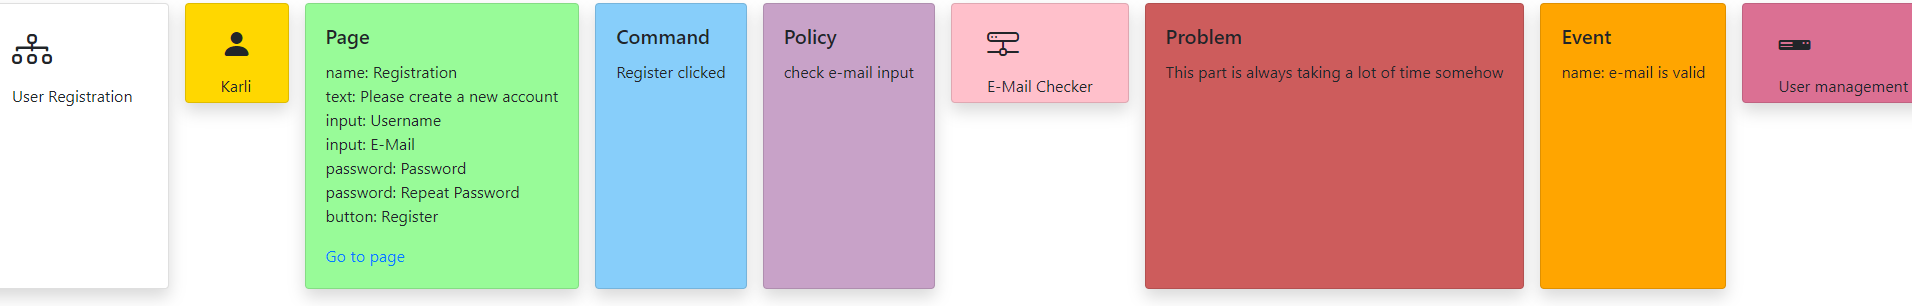 User Registration
Karli
Page
name: Registration
text: Please create a new account
input: Username
input: E-Mail
password: Password
password: Repeat Password
button: Register
Go to page
Command
Register clicked
Policy
check e-mail input
E-Mail Checker
Problem
This part is always taking a lot of time somehow
Event
name: e-mail is valid
User management